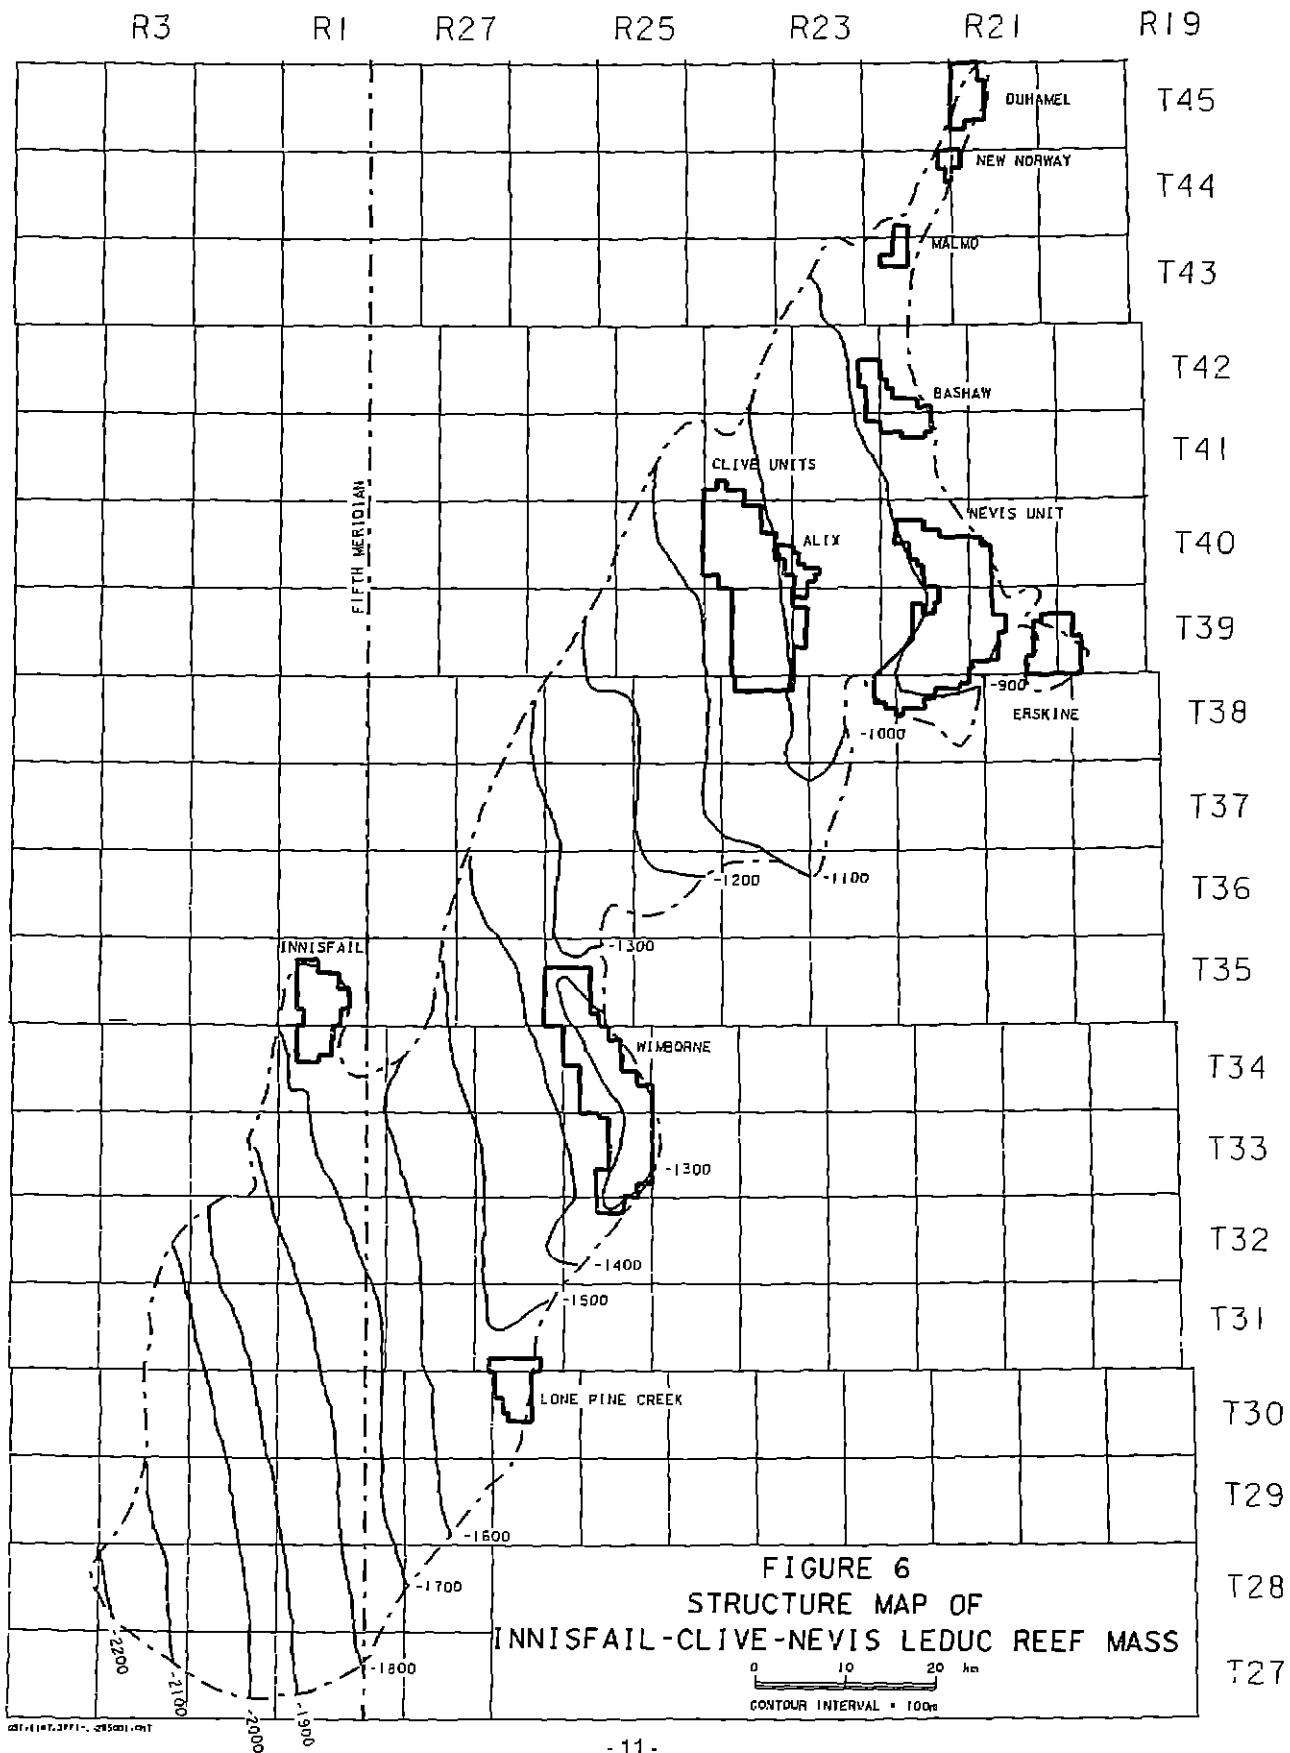 R3 R1 R27 R25 R23 R21 R19
DUHAMEL
T45
NEW NORWAY
T44
MALMO
T43
T42
BASHAW
T41
CLIVE UNITS
FIFTH MERIDIAN
NEVIS UNIT
ALIX
T40
T39
-900
ERSKINE
T38
-1000
T37
-1200
-1100
T36
-1300
INNISFAIL
T35
WIMBORNE
T34
-1300
T33
-1400
T32
-1500
T31
LONE PINE CREEK
T30
T29
-1600
FIGURE 6
-1700
T28
STRUCTURE MAP OF
INNISFAIL-CLIVE-NEVIS LEDUC REEF MASS
-2200
-1800
T27
0 10 20 km
-2100
CONTOUR INTERVAL = 100m
-2000
-1900
-11-